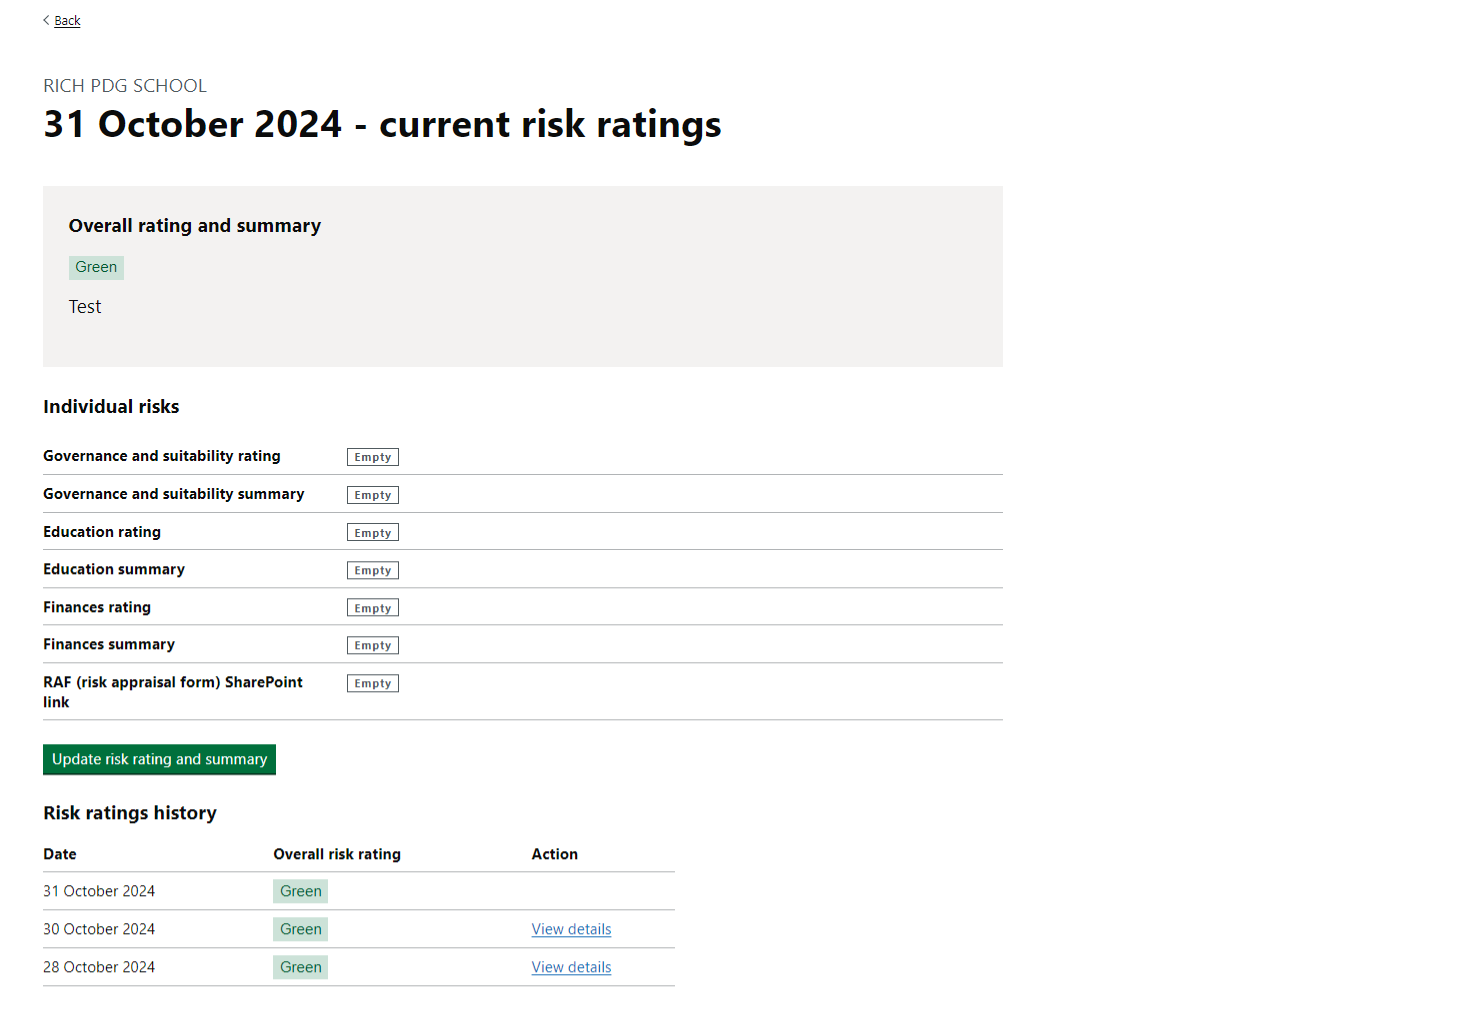 Back
RICH PDG SCHOOL
31 October 2024 - current risk ratings
Overall rating and summary
Green
Test
Individual risks
Governance and suitability rating Empty
Governance and suitability summary Empty
Education rating Empty
Education summary Empty
Finances rating Empty
Finances summary Empty
RAF (risk appraisal form) SharePoint Empty
link
Update risk rating and summary
Risk ratings history
Date Overall risk rating Action
31 October 2024 Green
30 October 2024 Green View details
28 October 2024 Green View details